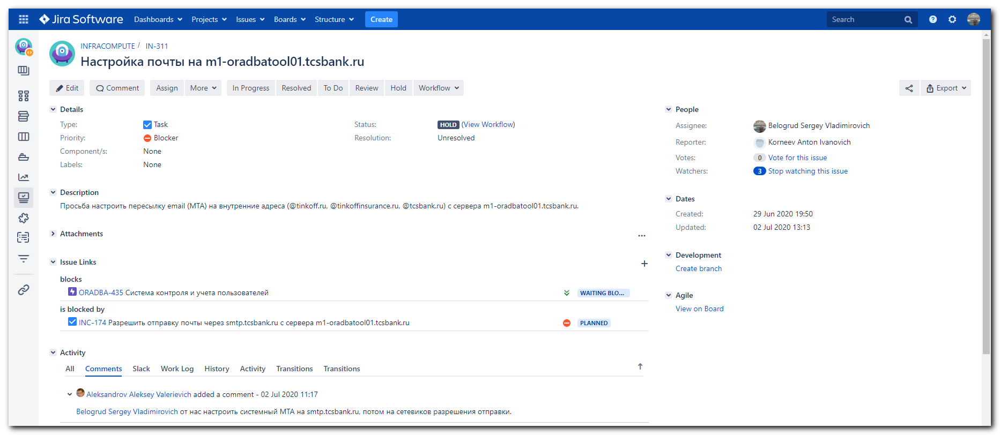 Jira Software Dashboards Projects Issues Boards Structure Create Search
INFRACOMPUTE / IN-311
Настройка почты на m1-oradbatool01.tcsbank.ru
Edit Comment Assign More In Progress Resolved To Do Review Hold Workflow Export
Details
Type: Task
Priority: Blocker
Component/s: None
Labels: None
Status: HOLD (View Workflow)
Resolution: Unresolved
Description
Просьба настроить пересылку email (MTA) на внутренние адреса (@tinkoff.ru, @tinkoffinsurance.ru, @tcsbank.ru) с сервера m1-oradbatool01.tcsbank.ru.
Attachments
Issue Links
blocks
ORADBA-435 Система контроля и учета пользователей WAITING BLO...
is blocked by
INC-174 Разрешить отправку почты через smtp.tcsbank.ru с сервера m1-oradbatool01.tcsbank.ru PLANNED
Activity
All Comments Slack Work Log History Activity Transitions Transitions
Aleksandrov Aleksey Valerievich added a comment - 02 Jul 2020 11:17
Belogrud Sergey Vladimirovich от нас настроить системный MTA на smtp.tcsbank.ru, потом на сетевиков разрешения отправки.
People
Assignee: Belogrud Sergey Vladimirovich
Reporter: Korneev Anton Ivanovich
Votes: 0 Vote for this issue
Watchers: 3 Stop watching this issue
Dates
Created: 29 Jun 2020 19:50
Updated: 02 Jul 2020 13:13
Development
Create branch
Agile
View on Board